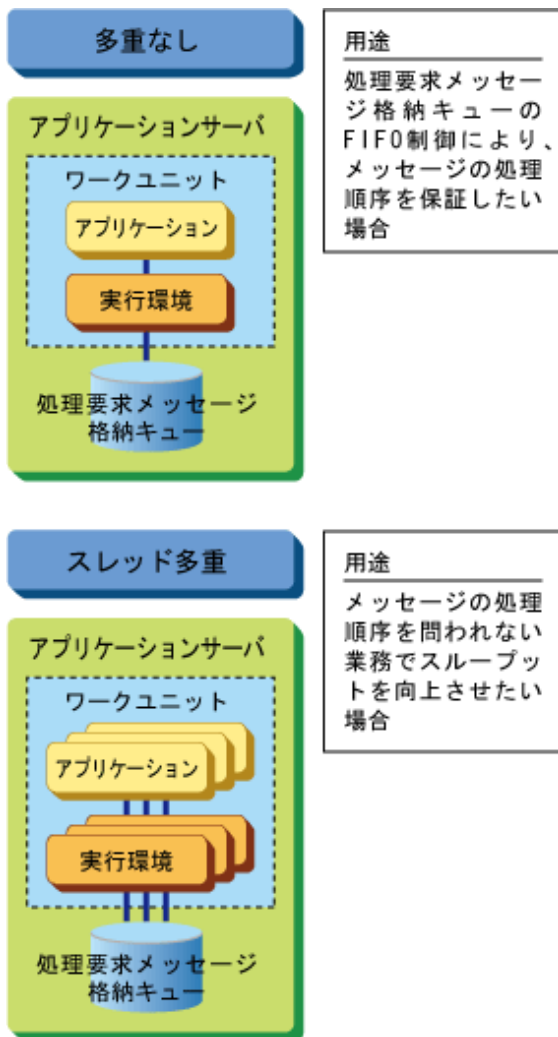 多重なし
アプリケーションサーバ
ワークユニット
アプリケーション
実行環境
処理要求メッセージ
格納キュー
用途
処理要求メッセー
ジ格納キューの
FIFO制御により、
メッセージの処理
順序を保証したい
場合
スレッド多重
アプリケーションサーバ
ワークユニット
アプリケーション
実行環境
処理要求メッセージ
格納キュー
用途
メッセージの処理
順序を問われない
業務でスループッ
トを向上させたい
場合